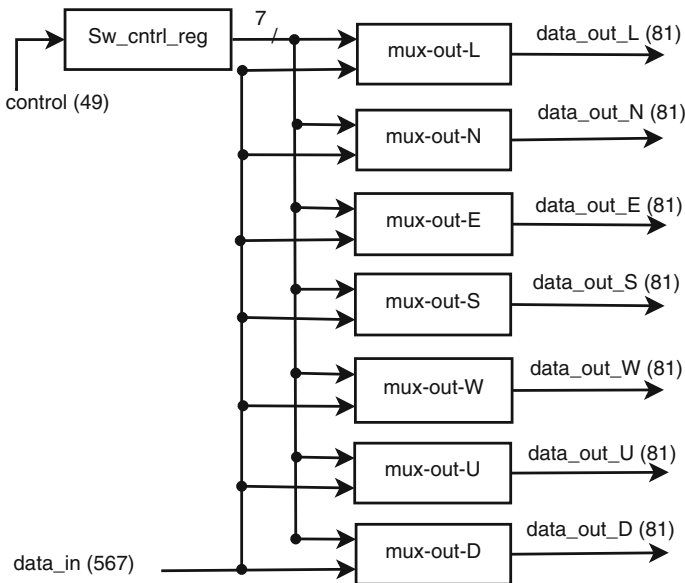 7
Sw_cntrl_reg
control (49)
mux-out-L
data_out_L (81)
mux-out-N
data_out_N (81)
mux-out-E
data_out_E (81)
mux-out-S
data_out_S (81)
mux-out-W
data_out_W (81)
mux-out-U
data_out_U (81)
mux-out-D
data_out_D (81)
data_in (567)